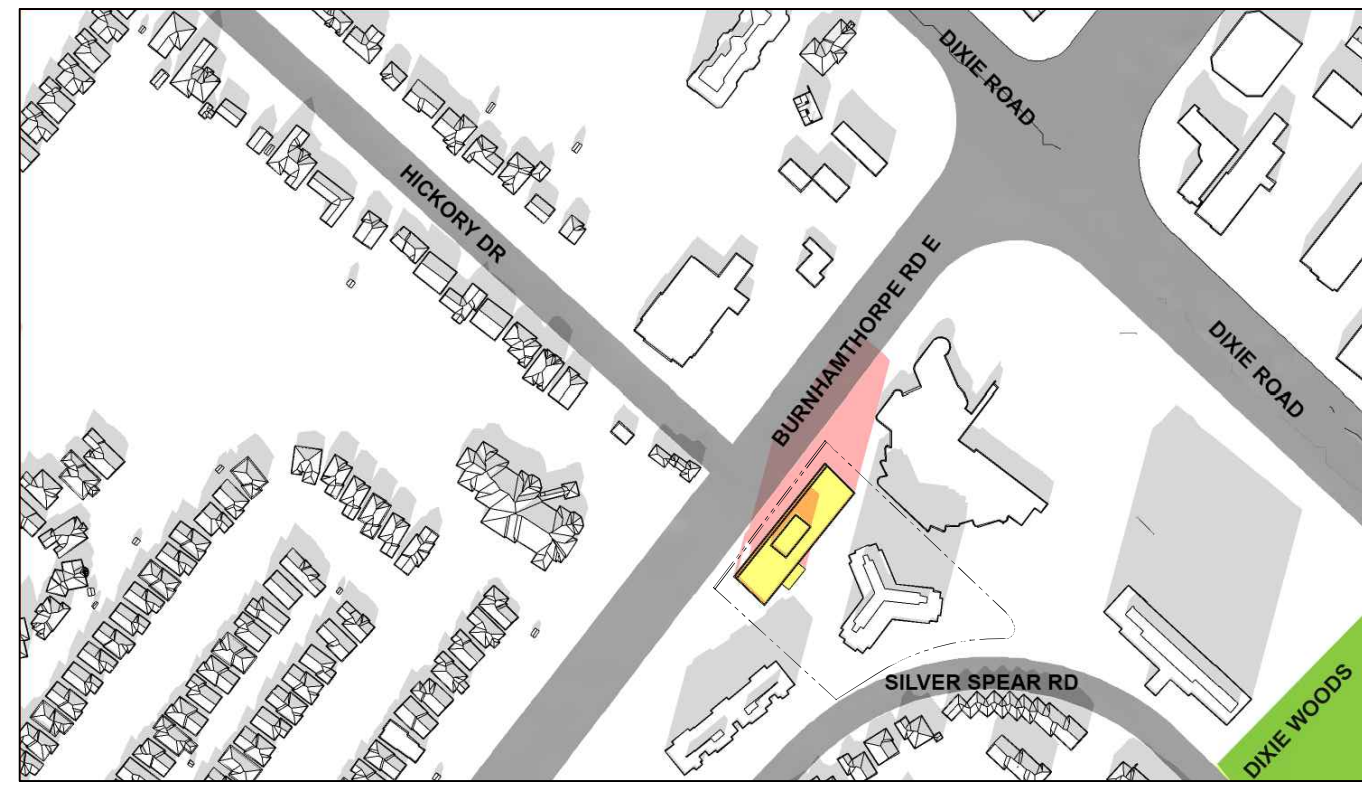 DIXIE ROAD
HICKORY DR
BURNHAMTHORPE RD E
DIXIE ROAD
SILVER SPEAR RD
DIXIE WOODS